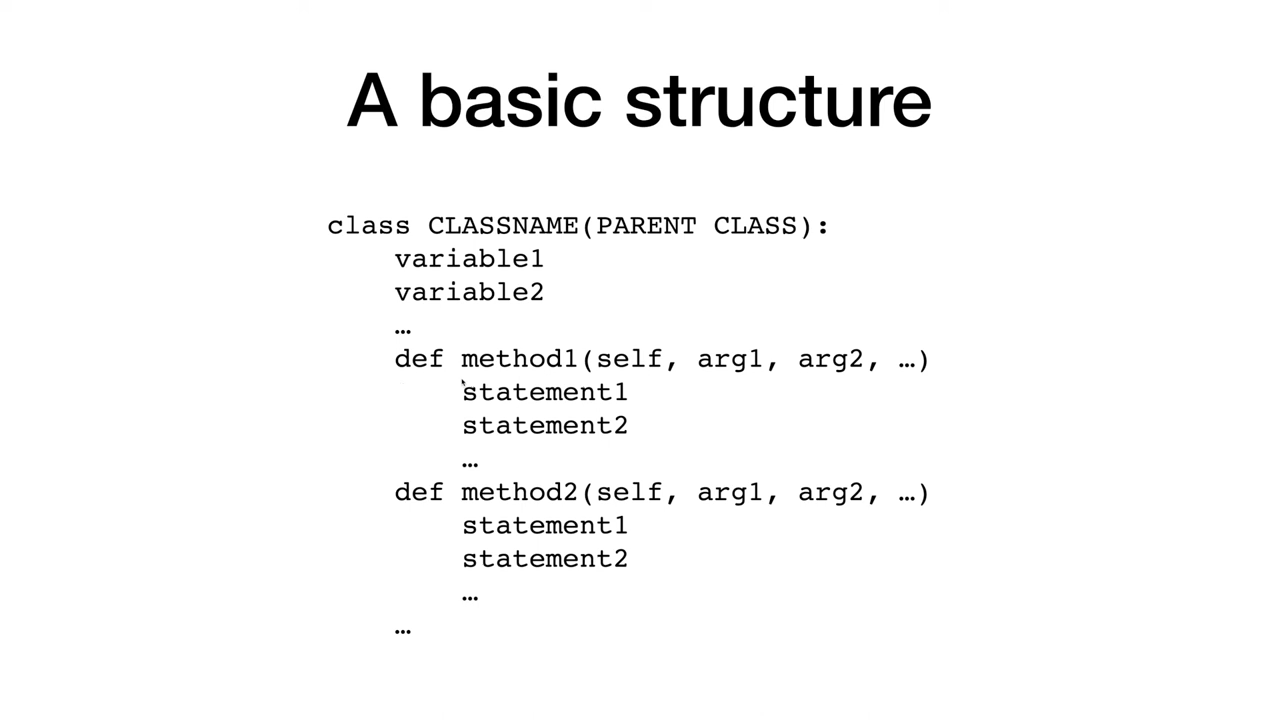 A basic structure
class CLASSNAME(PARENT CLASS):
variable1
variable2
…
def method1(self, arg1, arg2, …)
statement1
statement2
…
def method2(self, arg1, arg2, …)
statement1
statement2
…
…